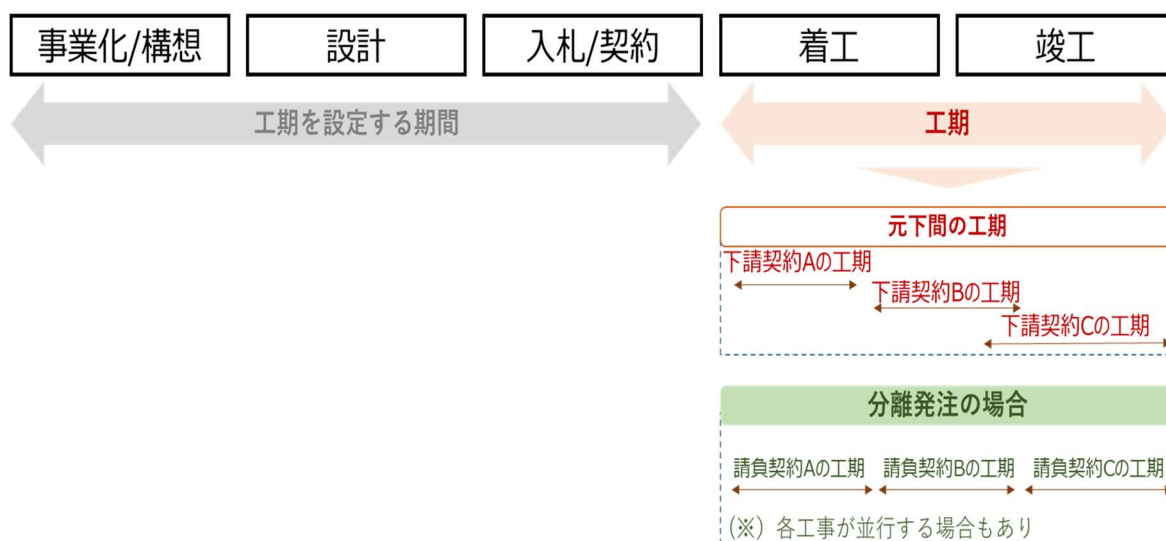 事業化/構想
設計
入札/契約
着工
竣工
工期を設定する期間
工期
元下間の工期
下請契約Aの工期
下請契約Bの工期
下請契約Cの工期
分離発注の場合
請負契約Aの工期
請負契約Bの工期
請負契約Cの工期
(※) 各工事が並行する場合もあり